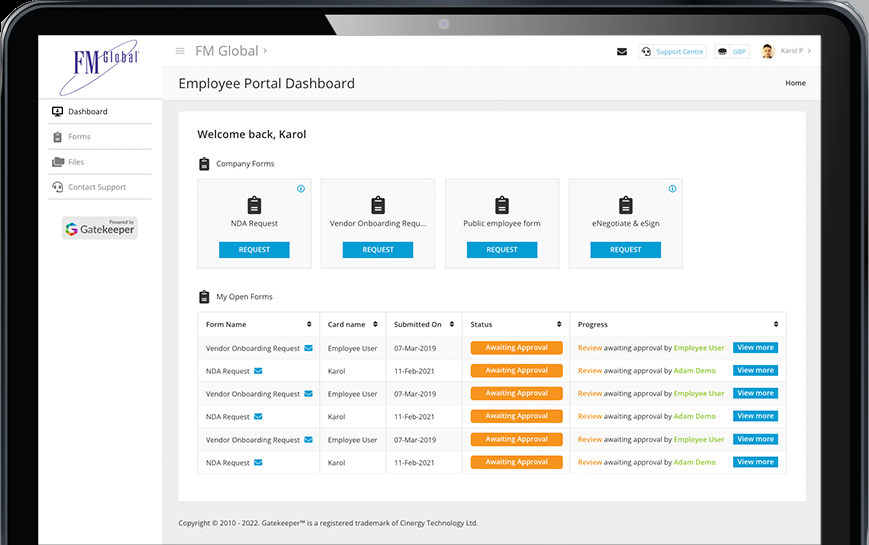 FM Global
FM Global >
Support Centre
GBP
Karol P >
Employee Portal Dashboard
Home
Dashboard
Forms
Files
Contact Support
Powered by
Gatekeeper
Welcome back, Karol
Company Forms
NDA Request
REQUEST
Vendor Onboarding Requ...
REQUEST
Public employee form
REQUEST
eNegotiate & eSign
REQUEST
My Open Forms
Form Name Card name Submitted On Status Progress
Vendor Onboarding Request Employee User 07-Mar-2019 Awaiting Approval Review awaiting approval by Employee User View more
NDA Request Karol 11-Feb-2021 Awaiting Approval Review awaiting approval by Adam Demo View more
Vendor Onboarding Request Employee User 07-Mar-2019 Awaiting Approval Review awaiting approval by Employee User View more
NDA Request Karol 11-Feb-2021 Awaiting Approval Review awaiting approval by Adam Demo View more
Vendor Onboarding Request Employee User 07-Mar-2019 Awaiting Approval Review awaiting approval by Employee User View more
NDA Request Karol 11-Feb-2021 Awaiting Approval Review awaiting approval by Adam Demo View more
Copyright © 2010 - 2022. Gatekeeper™ is a registered trademark of Cinergy Technology Ltd.